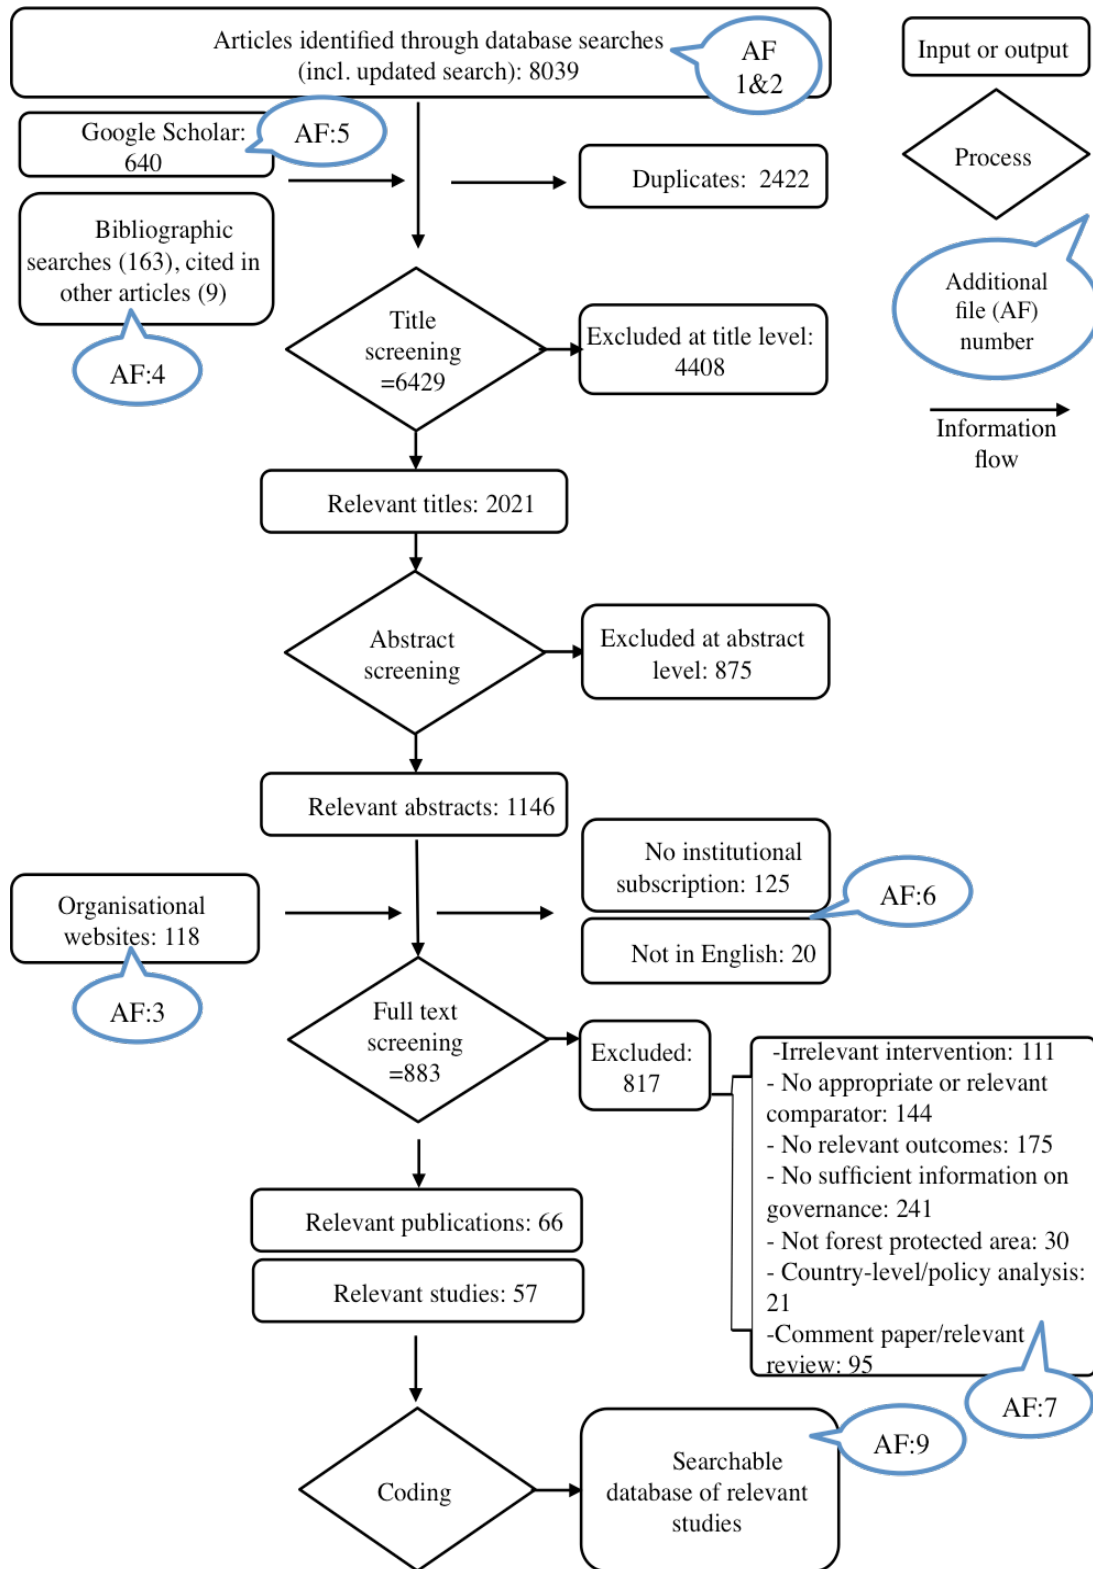 Articles identified through database searches
(incl. updated search): 8039
AF
1&2
Input or output
Google Scholar:
640
AF:5
Process
Duplicates: 2422
Bibliographic
searches (163), cited in
other articles (9)
AF:4
Additional
file (AF)
number
Title
screening
=6429
Excluded at title level:
4408
Information
flow
Relevant titles: 2021
Abstract
screening
Excluded at abstract
level: 875
Relevant abstracts: 1146
No institutional
subscription: 125
AF:6
Not in English: 20
Organisational
websites: 118
AF:3
Full text
screening
=883
Excluded:
817
-Irrelevant intervention: 111
- No appropriate or relevant
comparator: 144
- No relevant outcomes: 175
- No sufficient information on
governance: 241
- Not forest protected area: 30
- Country-level/policy analysis:
21
-Comment paper/relevant
review: 95
AF:7
Relevant publications: 66
Relevant studies: 57
Coding
Searchable
database of relevant
studies
AF:9